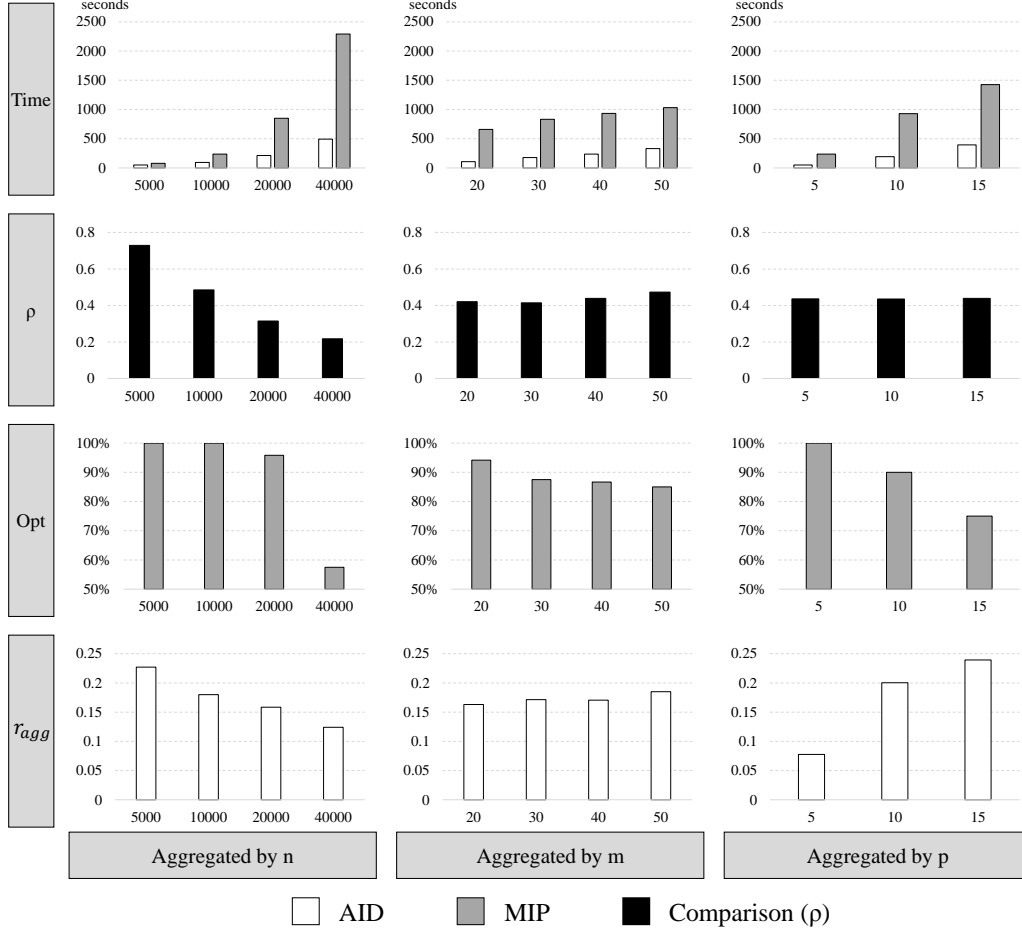 seconds seconds seconds
2500 2500 2500
2000 2000 2000
1500 1500 1500
Time
1000 1000 1000
500 500 500
0 0 0
5000 10000 20000 40000 20 30 40 50 5 10 15
0.8 0.8 0.8
0.6 0.6 0.6
ρ
0.4 0.4 0.4
0.2 0.2 0.2
0 0 0
5000 10000 20000 40000 20 30 40 50 5 10 15
100% 100% 100%
90% 90% 90%
80% 80% 80%
Opt
70% 70% 70%
60% 60% 60%
50% 50% 50%
5000 10000 20000 40000 20 30 40 50 5 10 15
0.25 0.25 0.25
0.2 0.2 0.2
0.15 0.15 0.15
r_agg
0.1 0.1 0.1
0.05 0.05 0.05
0 0 0
5000 10000 20000 40000 20 30 40 50 5 10 15
Aggregated by n Aggregated by m Aggregated by p
AID MIP Comparison (ρ)